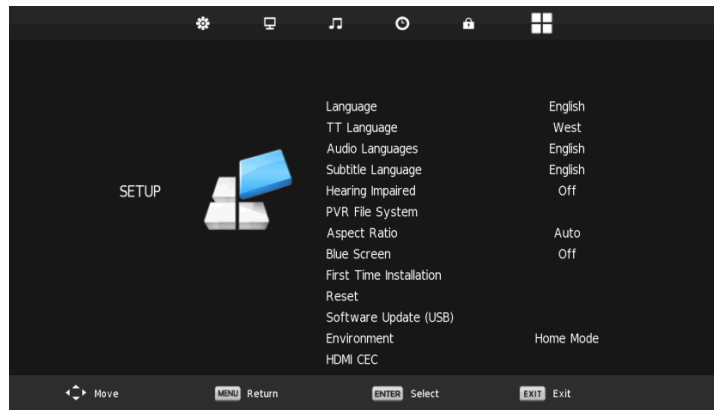 Language English
TT Language West
Audio Languages English
Subtitle Language English
SETUP Hearing Impaired Off
PVR File System
Aspect Ratio Auto
Blue Screen Off
First Time Installation
Reset
Software Update (USB)
Environment Home Mode
HDMI CEC
Move MENU Return ENTER Select EXIT Exit